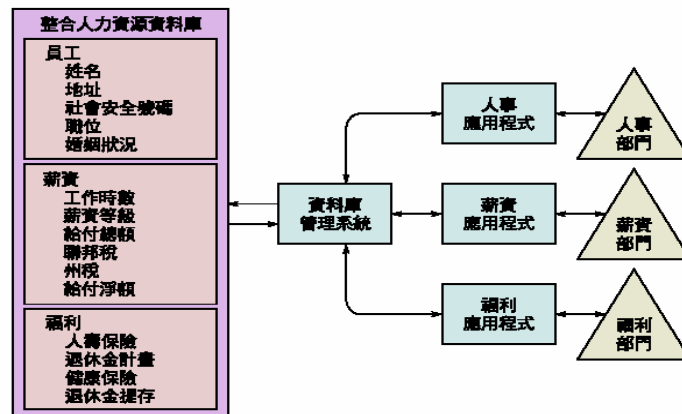 整合人力資源資料庫
員工
姓名
地址
社會安全號碼
職位
婚姻狀況
薪資
工作時數
薪資等級
給付總額
聯邦稅
州稅
給付淨額
福利
人壽保險
退休金計畫
健康保險
退休金提存
資料庫
管理系統
人事
應用程式
薪資
應用程式
福利
應用程式
人事
部門
薪資
部門
福利
部門